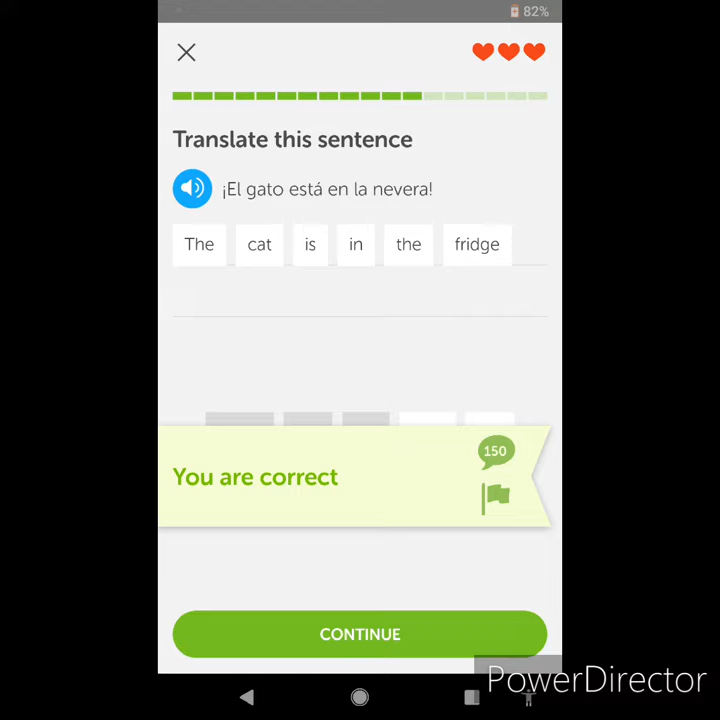 82%
Translate this sentence
¡El gato está en la nevera!
The cat is in the fridge
150
You are correct
CONTINUE
PowerDirector